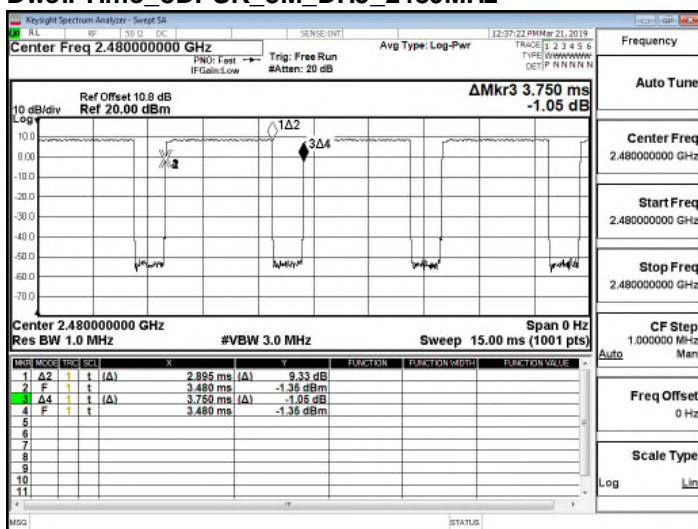 Keysight Spectrum Analyzer - Swept SA
RL RF 50 Ω DC SENSE:INT 12:37:22 PM Mar 21, 2019
Center Freq 2.480000000 GHz
PNO: Fast
IFGain:Low
Trig: Free Run
#Atten: 20 dB
Avg Type: Log-Pwr
TRACE 1 2 3 4 5 6
TYPE WWWWWW
DET P N N N N N
Ref Offset 10.8 dB
10 dB/div Ref 20.00 dBm
ΔMkr3 3.750 ms
-1.05 dB
Log
10.0
0.00
-10.0
-20.0
-30.0
-40.0
-50.0
-60.0
-70.0
1Δ2
3Δ4
Center 2.480000000 GHz Span 0 Hz
Res BW 1.0 MHz #VBW 3.0 MHz Sweep 15.00 ms (1001 pts)
MKR MODE TRC SCL X Y FUNCTION FUNCTION WIDTH FUNCTION VALUE
1 Δ2 1 t (Δ) 2.895 ms (Δ) 9.33 dB
2 F 1 t 3.480 ms -1.35 dBm
3 Δ4 1 t (Δ) 3.750 ms (Δ) -1.05 dB
4 F 1 t 3.480 ms -1.35 dBm
5
6
7
8
9
10
11
MSG STATUS
Frequency
Auto Tune
Center Freq
2.480000000 GHz
Start Freq
2.480000000 GHz
Stop Freq
2.480000000 GHz
CF Step
1.000000 MHz
Auto Man
Freq Offset
0 Hz
Scale Type
Log Lin